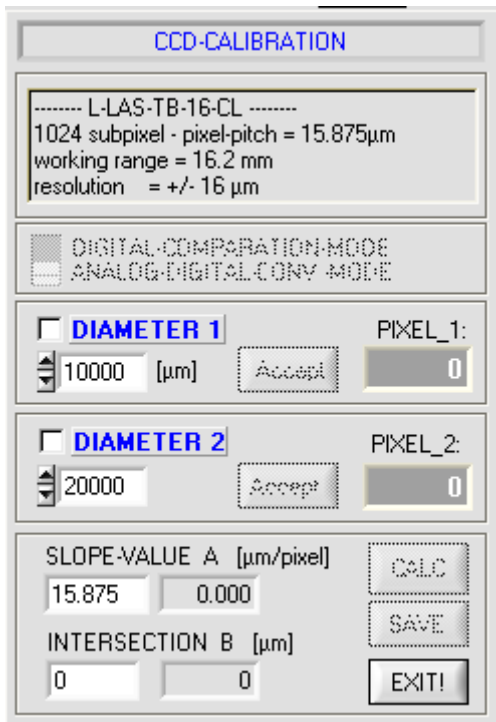 CCD-CALIBRATION
-------- L-LAS-TB-16-CL --------
1024 subpixel - pixel-pitch = 15.875µm
working range = 16.2 mm
resolution = +/- 16 µm
DIGITAL-COMPARATION-MODE
ANALOG-DIGITAL-CONV -MODE
DIAMETER 1 PIXEL_1:
10000 [µm] Accept 0
DIAMETER 2 PIXEL_2:
20000 Accept 0
SLOPE-VALUE A [µm/pixel] CALC
15.875 0.000
SAVE
INTERSECTION B [µm]
0 0 EXIT!